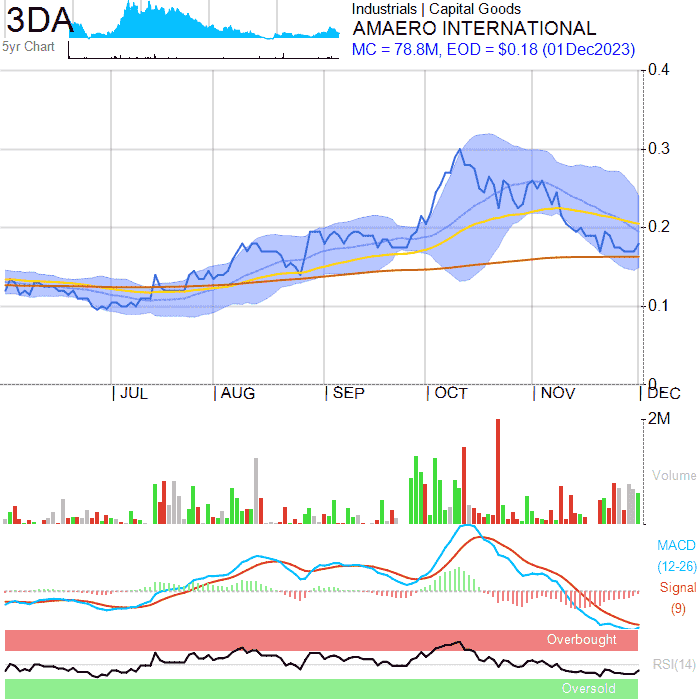 3DA
5yr Chart
Industrials | Capital Goods
AMAERO INTERNATIONAL
MC = 78.8M, EOD = $0.18 (01Dec2023)
0.4
0.3
0.2
0.1
0
JUL AUG SEP OCT NOV DEC
2M
Volume
MACD
(12-26)
Signal
(9)
Overbought
RSI(14)
Oversold